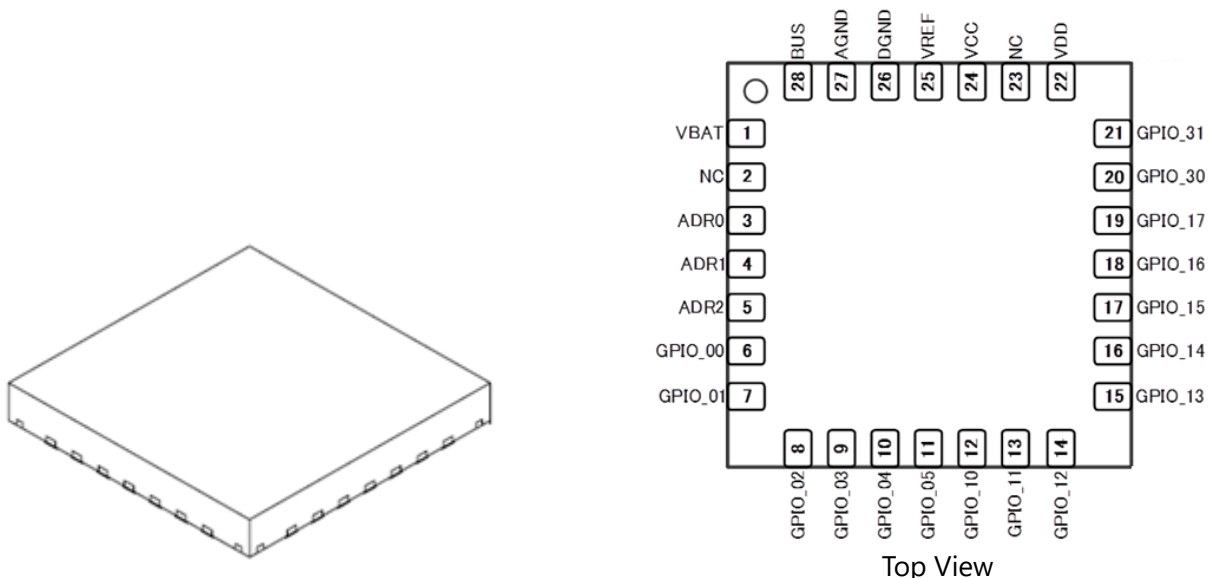 BUS
AGND
DGND
VREF
VCC
NC
VDD
28
27
26
25
24
23
22
VBAT 1
NC 2
ADR0 3
ADR1 4
ADR2 5
GPIO_00 6
GPIO_01 7
21 GPIO_31
20 GPIO_30
19 GPIO_17
18 GPIO_16
17 GPIO_15
16 GPIO_14
15 GPIO_13
8
9
10
11
12
13
14
GPIO_02
GPIO_03
GPIO_04
GPIO_05
GPIO_10
GPIO_11
GPIO_12
Top View